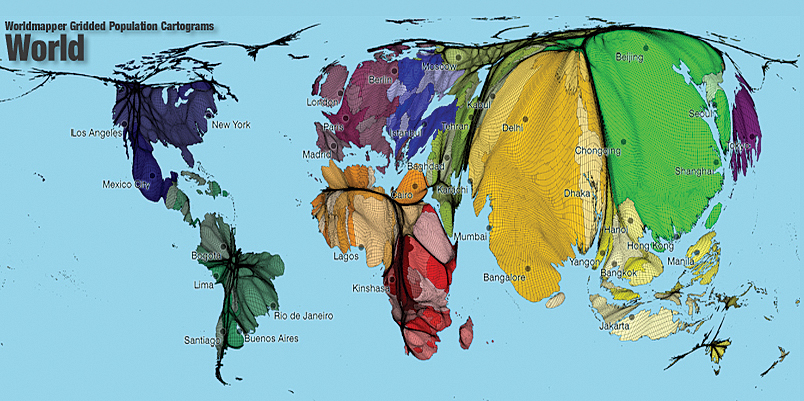 Worldmapper Gridded Population Cartograms
World
Beijing
Moscow
Berlin
London
Kabul
Seoul
New York
Los Angeles
Paris
Istanbul
Tehran
Delhi
Tokyo
Madrid
Chongqing
Baghdad
Shanghai
Mexico City
Cairo
Karachi
Dhaka
Hanoi
Mumbai
Hong Kong
Bogota
Lagos
Yangon
Manila
Bangkok
Bangalore
Lima
Kinshasa
Rio de Janeiro
Jakarta
Santiago
Buenos Aires